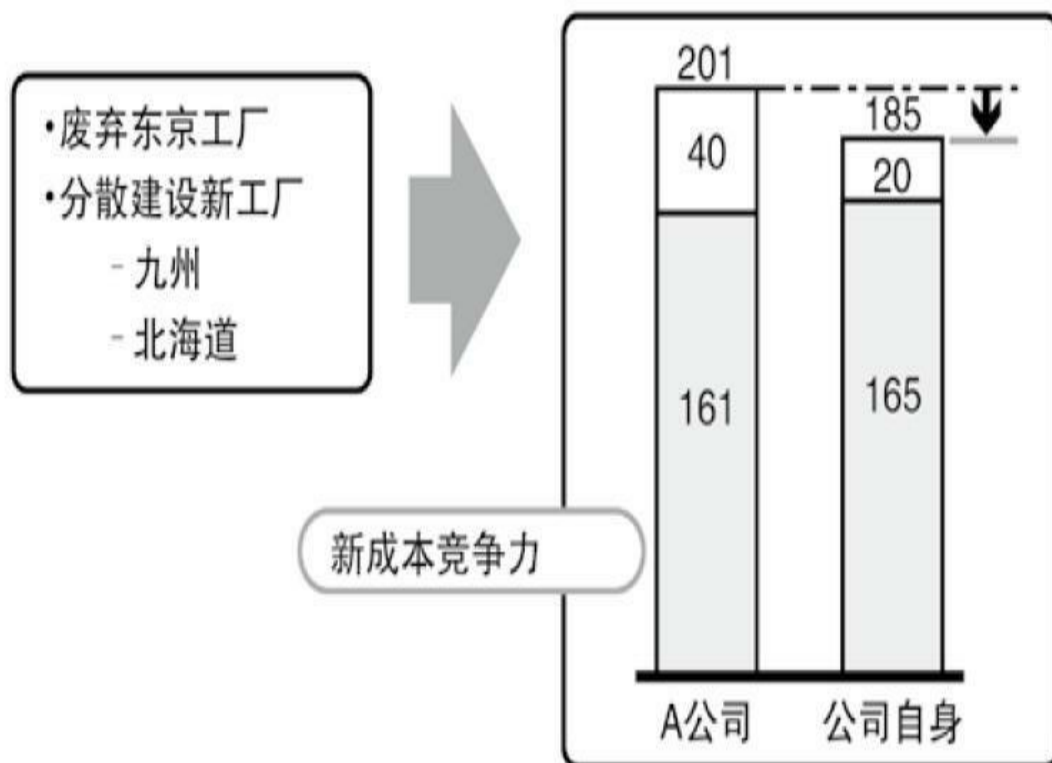 ·废弃东京工厂
·分散建设新工厂
- 九州
- 北海道
新成本竞争力
201
40
161
185
20
165
A公司
公司自身